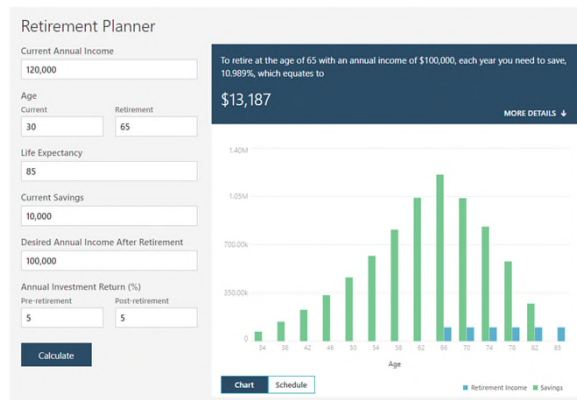 Retirement Planner
Current Annual Income
120,000
Age
Current Retirement
30 65
Life Expectancy
85
Current Savings
10,000
Desired Annual Income After Retirement
100,000
Annual Investment Return (%)
Pre-retirement Post-retirement
5 5
Calculate
To retire at the age of 65 with an annual income of $100,000, each year you need to save,
10.989%, which equates to
$13,187
MORE DETAILS
1.40M
1.05M
700.00k
350.00k
0
34 38 42 46 50 54 58 62 66 70 74 78 82 85
Age
Chart Schedule
Retirement Income Savings